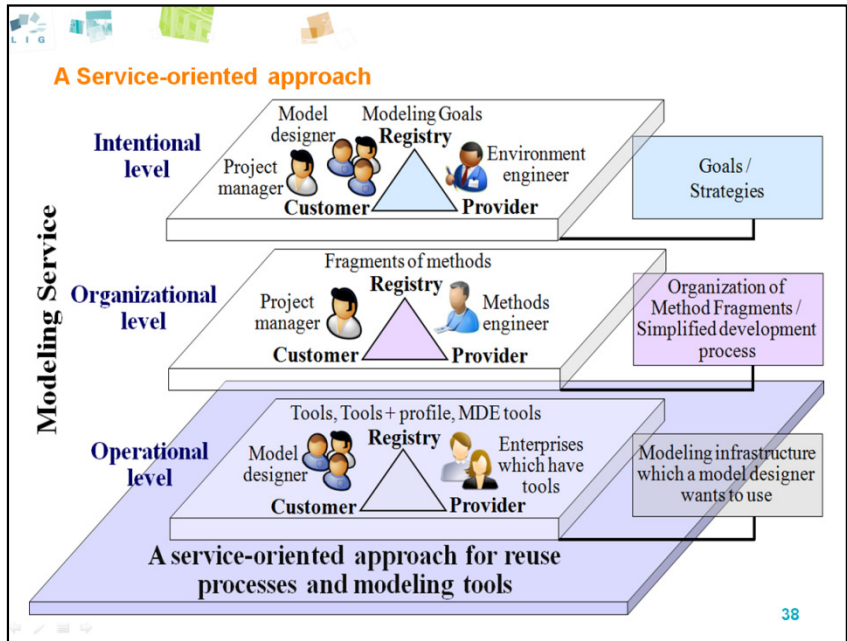 L I G
A Service-oriented approach
Modeling Service
Intentional
level
Model
designer
Modeling Goals
Registry
Project
manager
Environment
engineer
Customer
Provider
Goals /
Strategies
Organizational
level
Fragments of methods
Registry
Project
manager
Methods
engineer
Customer
Provider
Organization of
Method Fragments /
Simplified development
process
Operational
level
Tools, Tools + profile, MDE tools
Registry
Model
designer
Enterprises
which have
tools
Customer
Provider
Modeling infrastructure
which a model designer
wants to use
A service-oriented approach for reuse
processes and modeling tools
38